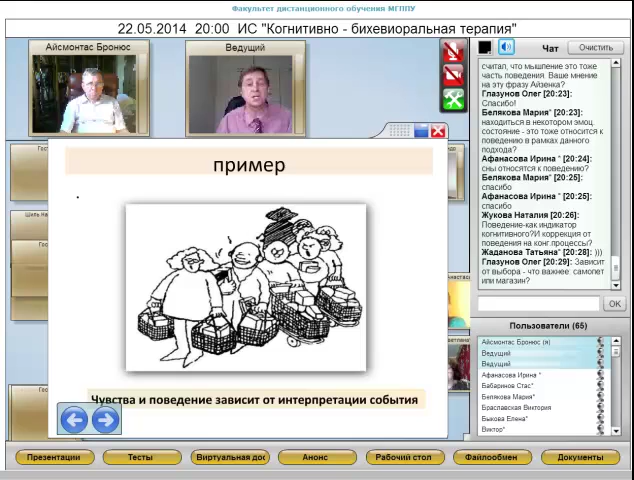 Факультет дистанционного обучения МГППУ
22.05.2014 20:00 ИС "Когнитивно - бихевиоральная терапия"
Айсмонтас Бронюс
Ведущий
Чат
Очистить
считал, что мышление это тоже
часть поведения. Ваше мнение
на эту фразу Айзенка?
Глазунов Олег [20:23]:
Спасибо!
Белякова Мария* [20:23]:
находиться в некотором эмоц.
состояние - это тоже относится к
поведению в рамках данного
подхода?
Афанасова Ирина * [20:24]:
сны относятся к поведению?
Белякова Мария* [20:25]:
спасибо
Афанасова Ирина * [20:25]:
спасибо
Жукова Наталия [20:26]:
Поведение-как индикатор
когнитивного?И коррекция от
поведения на конг.процессы?
Жаданова Татьяна* [20:28]: )))
Глазунов Олег [20:29]: Зависит
от выбора - что важнее: самолет
или магазин?
OK
пример
Чувства и поведение зависит от интерпретации события
Пользователи (65)
Айсмонтас Бронюс (я)
Ведущий
Ведущий
Афанасова Ирина *
Бабаринов Стас*
Белякова Мария*
Браславская Виктория
Быкова Елена*
Виктор*
Презентации
Тесты
Виртуальная дос
Анонс
Рабочий стол
Файлообмен
Документы